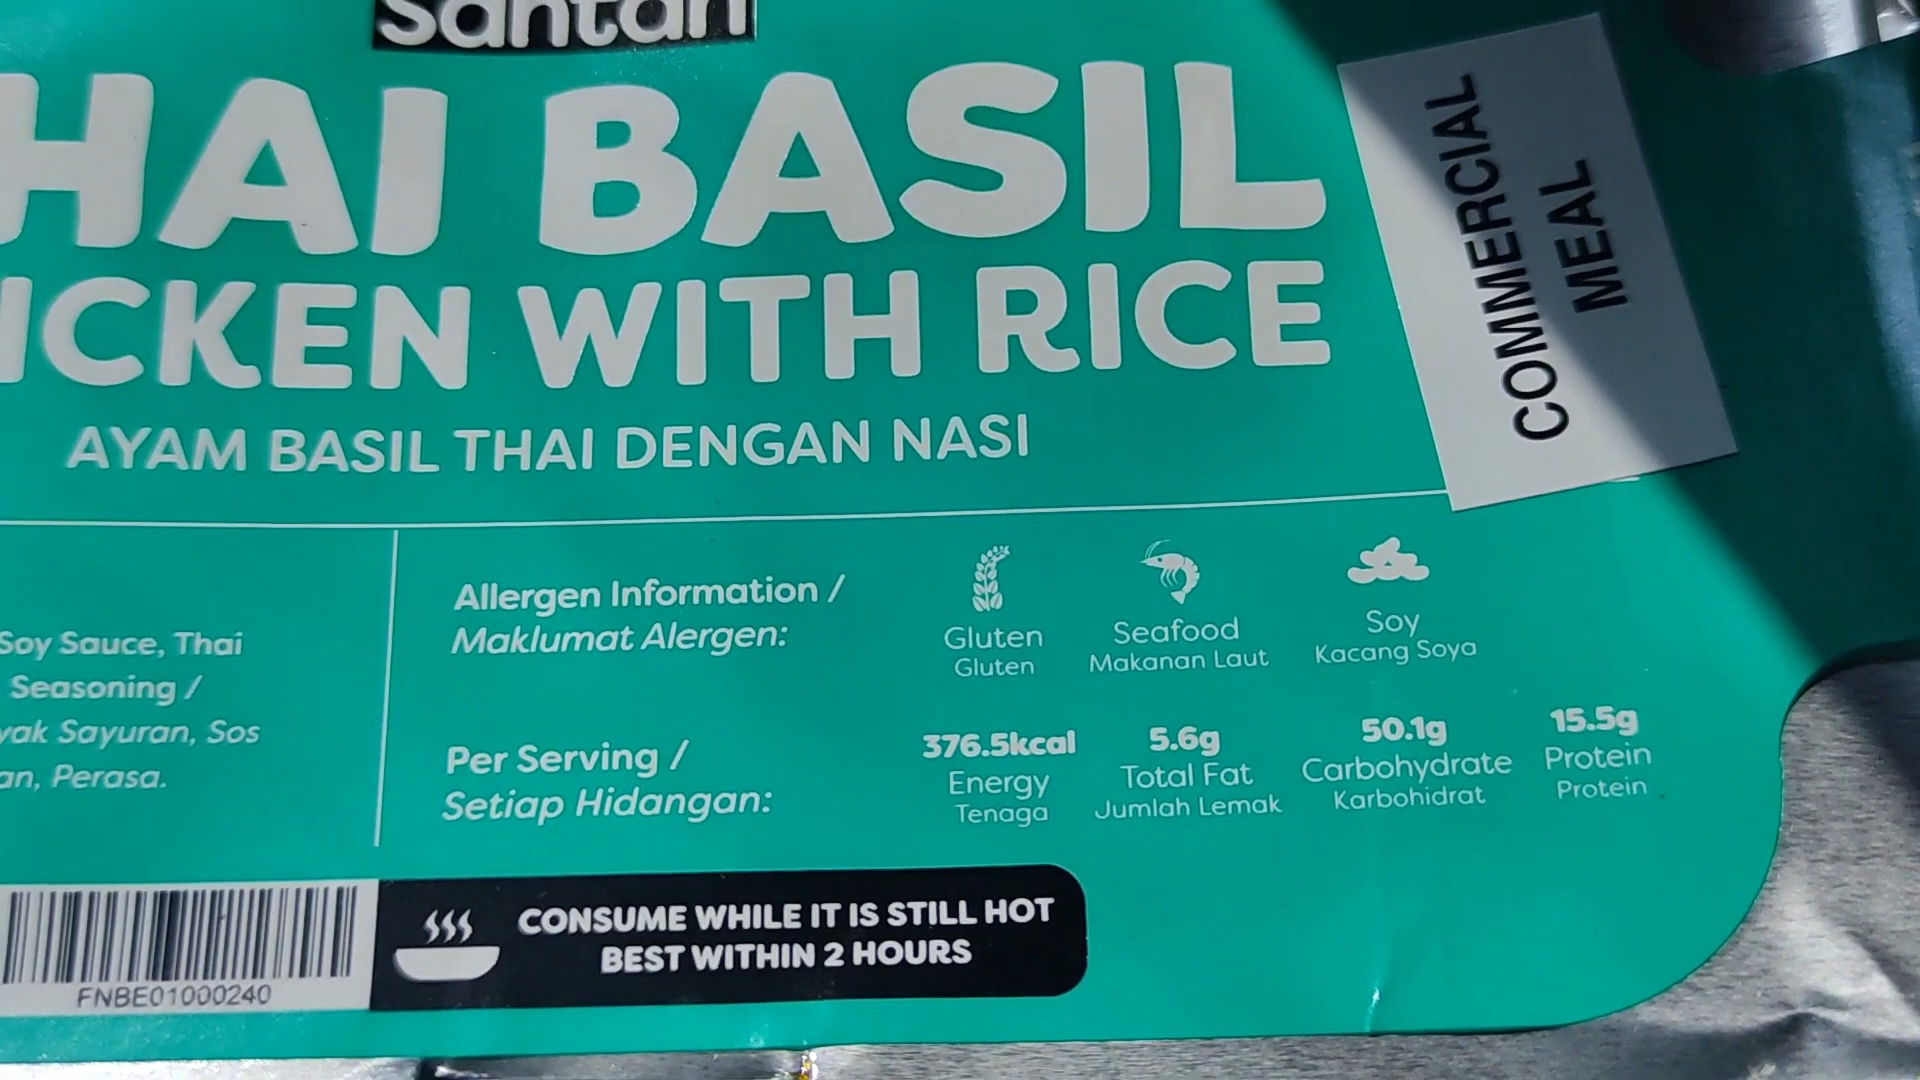 Santan
HAI BASIL
ICKEN WITH RICE
AYAM BASIL THAI DENGAN NASI
COMMERCIAL
MEAL
Soy Sauce, Thai
Seasoning /
yak Sayuran, Sos
an, Perasa.
Allergen Information /
Maklumat Alergen:
Gluten
Gluten
Seafood
Makanan Laut
Soy
Kacang Soya
Per Serving /
Setiap Hidangan:
376.5kcal
Energy
Tenaga
5.6g
Total Fat
Jumlah Lemak
50.1g
Carbohydrate
Karbohidrat
15.5g
Protein
Protein
FNBE01000240
CONSUME WHILE IT IS STILL HOT
BEST WITHIN 2 HOURS